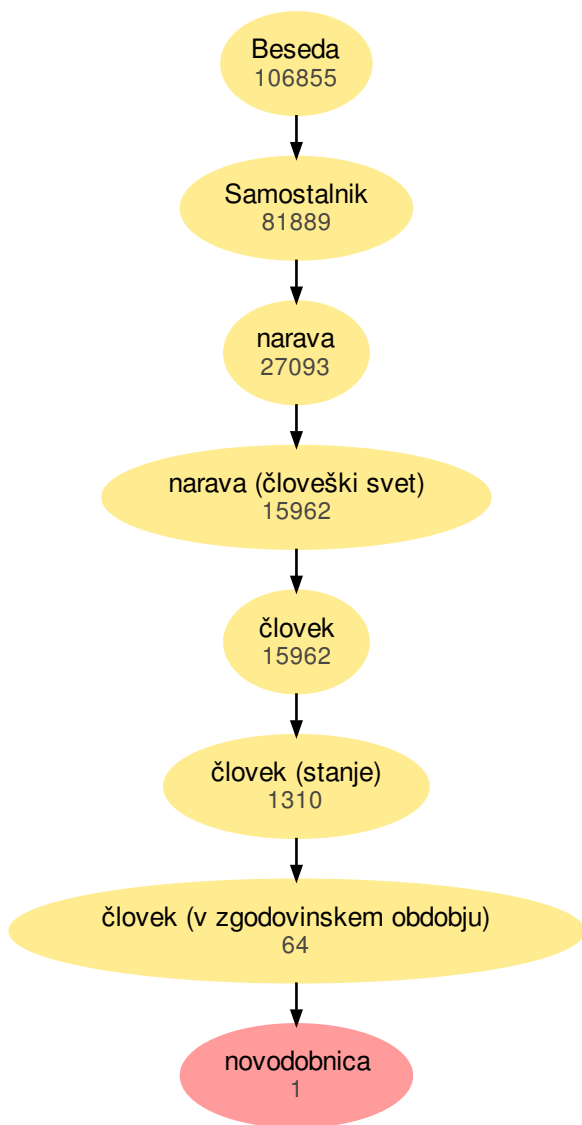 Beseda
106855
Samostalnik
81889
narava
27093
narava (človeški svet)
15962
človek
15962
človek (stanje)
1310
človek (v zgodovinskem obdobju)
64
novodobnica
1